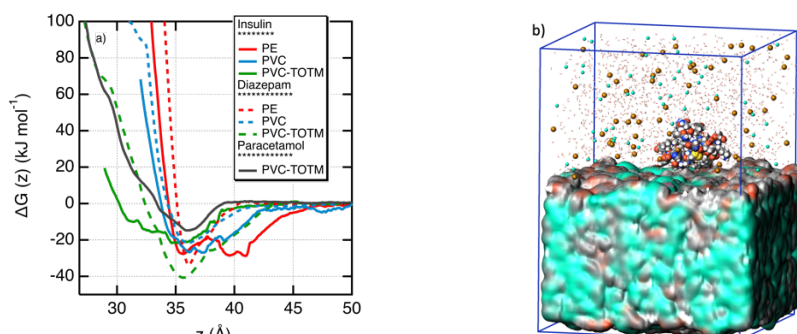 a)
Insulin
********
PE
PVC
PVC-TOTM
Diazepam
************
PE
PVC
PVC-TOTM
Paracetamol
************
PVC-TOTM
100
80
60
40
20
0
-20
-40
ΔG (z) (kJ mol⁻¹)
30 35 40 45 50
z (Å)
b)